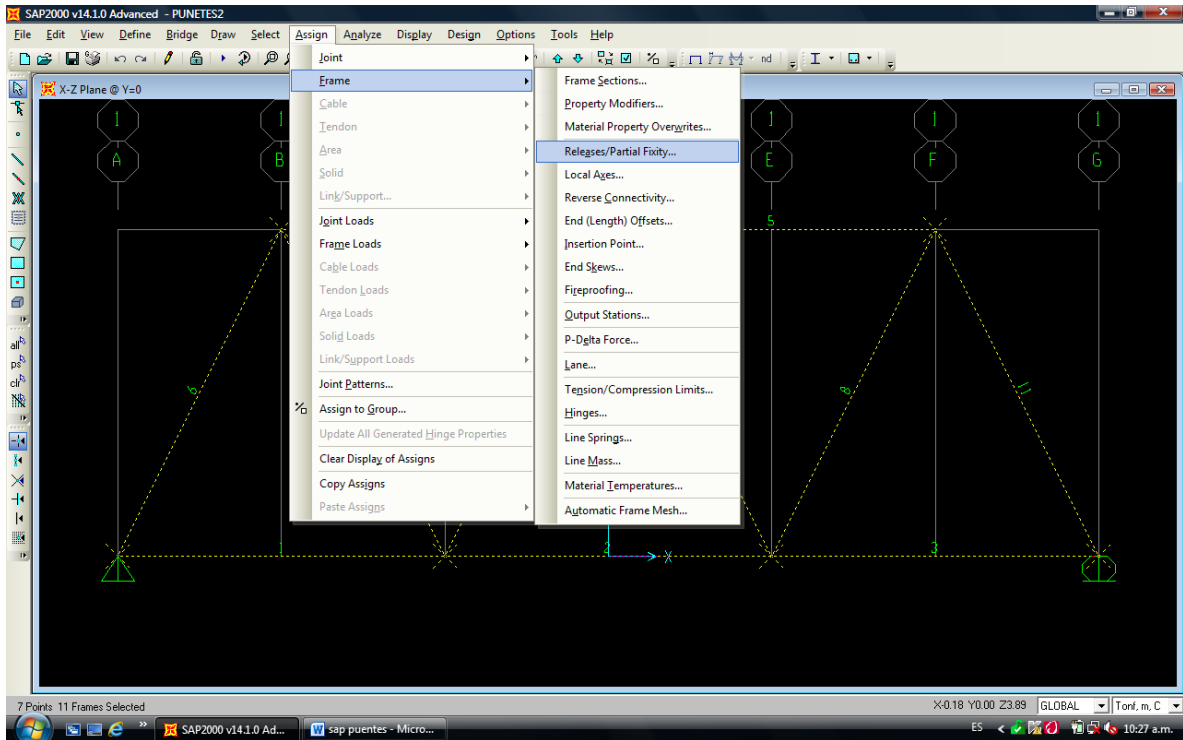 SAP2000 v14.1.0 Advanced - PUNETES2
File Edit View Define Bridge Draw Select Assign Analyze Display Design Options Tools Help
nd
X-Z Plane @ Y=0
Joint
Frame
Cable
Tendon
Area
Solid
Link/Support...
Joint Loads
Frame Loads
Cable Loads
Tendon Loads
Area Loads
Solid Loads
Link/Support Loads
Joint Patterns...
Assign to Group...
Update All Generated Hinge Properties
Clear Display of Assigns
Copy Assigns
Paste Assigns
Frame Sections...
Property Modifiers...
Material Property Overwrites...
Releases/Partial Fixity...
Local Axes...
Reverse Connectivity...
End (Length) Offsets...
Insertion Point...
End Skews...
Fireproofing...
Output Stations...
P-Delta Force...
Lane...
Tension/Compression Limits...
Hinges...
Line Springs...
Line Mass...
Material Temperatures...
Automatic Frame Mesh...
1 1 1 1 1
A B E F G
5
8 11
2 3
X
all
ps
clr
7 Points 11 Frames Selected
X-0.18 Y0.00 Z3.89
GLOBAL
Tonf, m, C
SAP2000 v14.1.0 Ad...
sap puentes - Micro...
ES
10:27 a.m.